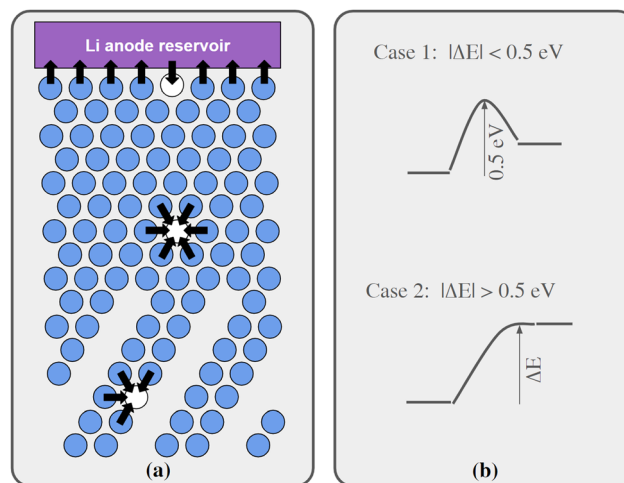 Li anode reservoir
(a)
Case 1: |ΔE| < 0.5 eV
0.5 eV
Case 2: |ΔE| > 0.5 eV
ΔE
(b)